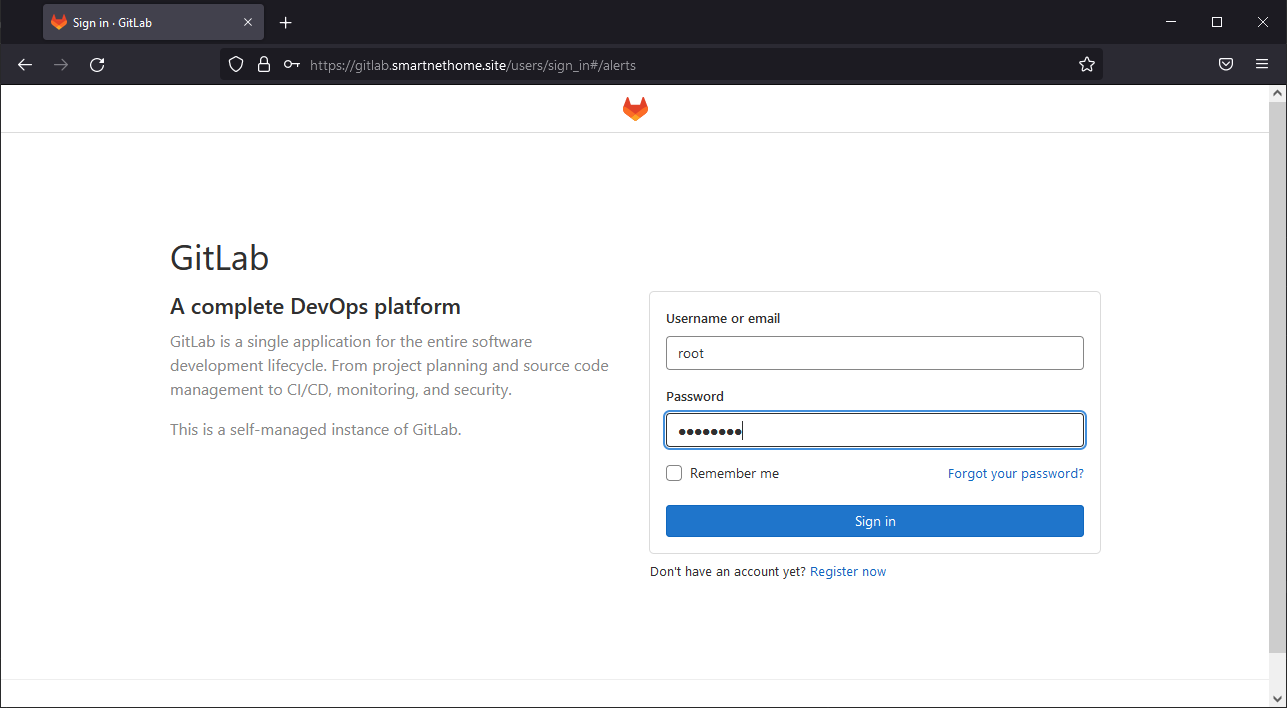 Sign in · GitLab
https://gitlab.smartnethome.site/users/sign_in#/alerts
GitLab
A complete DevOps platform
GitLab is a single application for the entire software
development lifecycle. From project planning and source code
management to CI/CD, monitoring, and security.
This is a self-managed instance of GitLab.
Username or email
root
Password
●●●●●●●●
Remember me
Forgot your password?
Sign in
Don't have an account yet? Register now